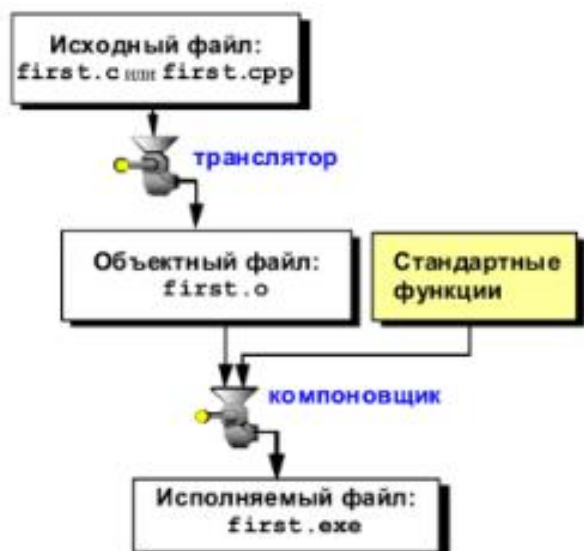 Исходный файл:
first.c или first.cpp
транслятор
Объектный файл:
first.o
Стандартные
функции
компоновщик
Исполняемый файл:
first.exe